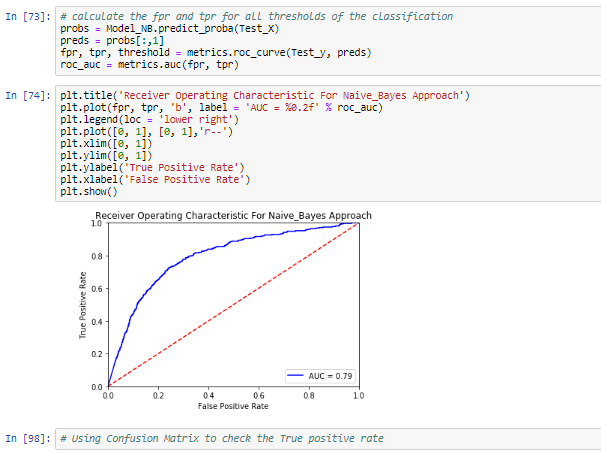 In [73]: # calculate the fpr and tpr for all thresholds of the classification
probs = Model_NB.predict_proba(Test_X)
preds = probs[:,1]
fpr, tpr, threshold = metrics.roc_curve(Test_y, preds)
roc_auc = metrics.auc(fpr, tpr)
In [74]: plt.title('Receiver Operating Characteristic For Naive_Bayes Approach')
plt.plot(fpr, tpr, 'b', label = 'AUC = %0.2f' % roc_auc)
plt.legend(loc = 'lower right')
plt.plot([0, 1], [0, 1],'r--')
plt.xlim([0, 1])
plt.ylim([0, 1])
plt.ylabel('True Positive Rate')
plt.xlabel('False Positive Rate')
plt.show()
Receiver Operating Characteristic For Naive_Bayes Approach
1.0
0.8
0.6
0.4
0.2
0.0
True Positive Rate
AUC = 0.79
0.0 0.2 0.4 0.6 0.8 1.0
False Positive Rate
In [98]: # Using Confusion Matrix to check the True positive rate